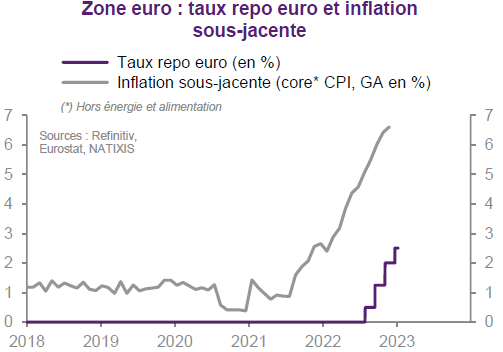 Zone euro : taux repo euro et inflation
sous-jacente
Taux repo euro (en %)
Inflation sous-jacente (core* CPI, GA en %)
(*) Hors énergie et alimentation
Sources : Refinitiv,
Eurostat, NATIXIS
7 7
6 6
5 5
4 4
3 3
2 2
1 1
0 0
2018 2019 2020 2021 2022 2023